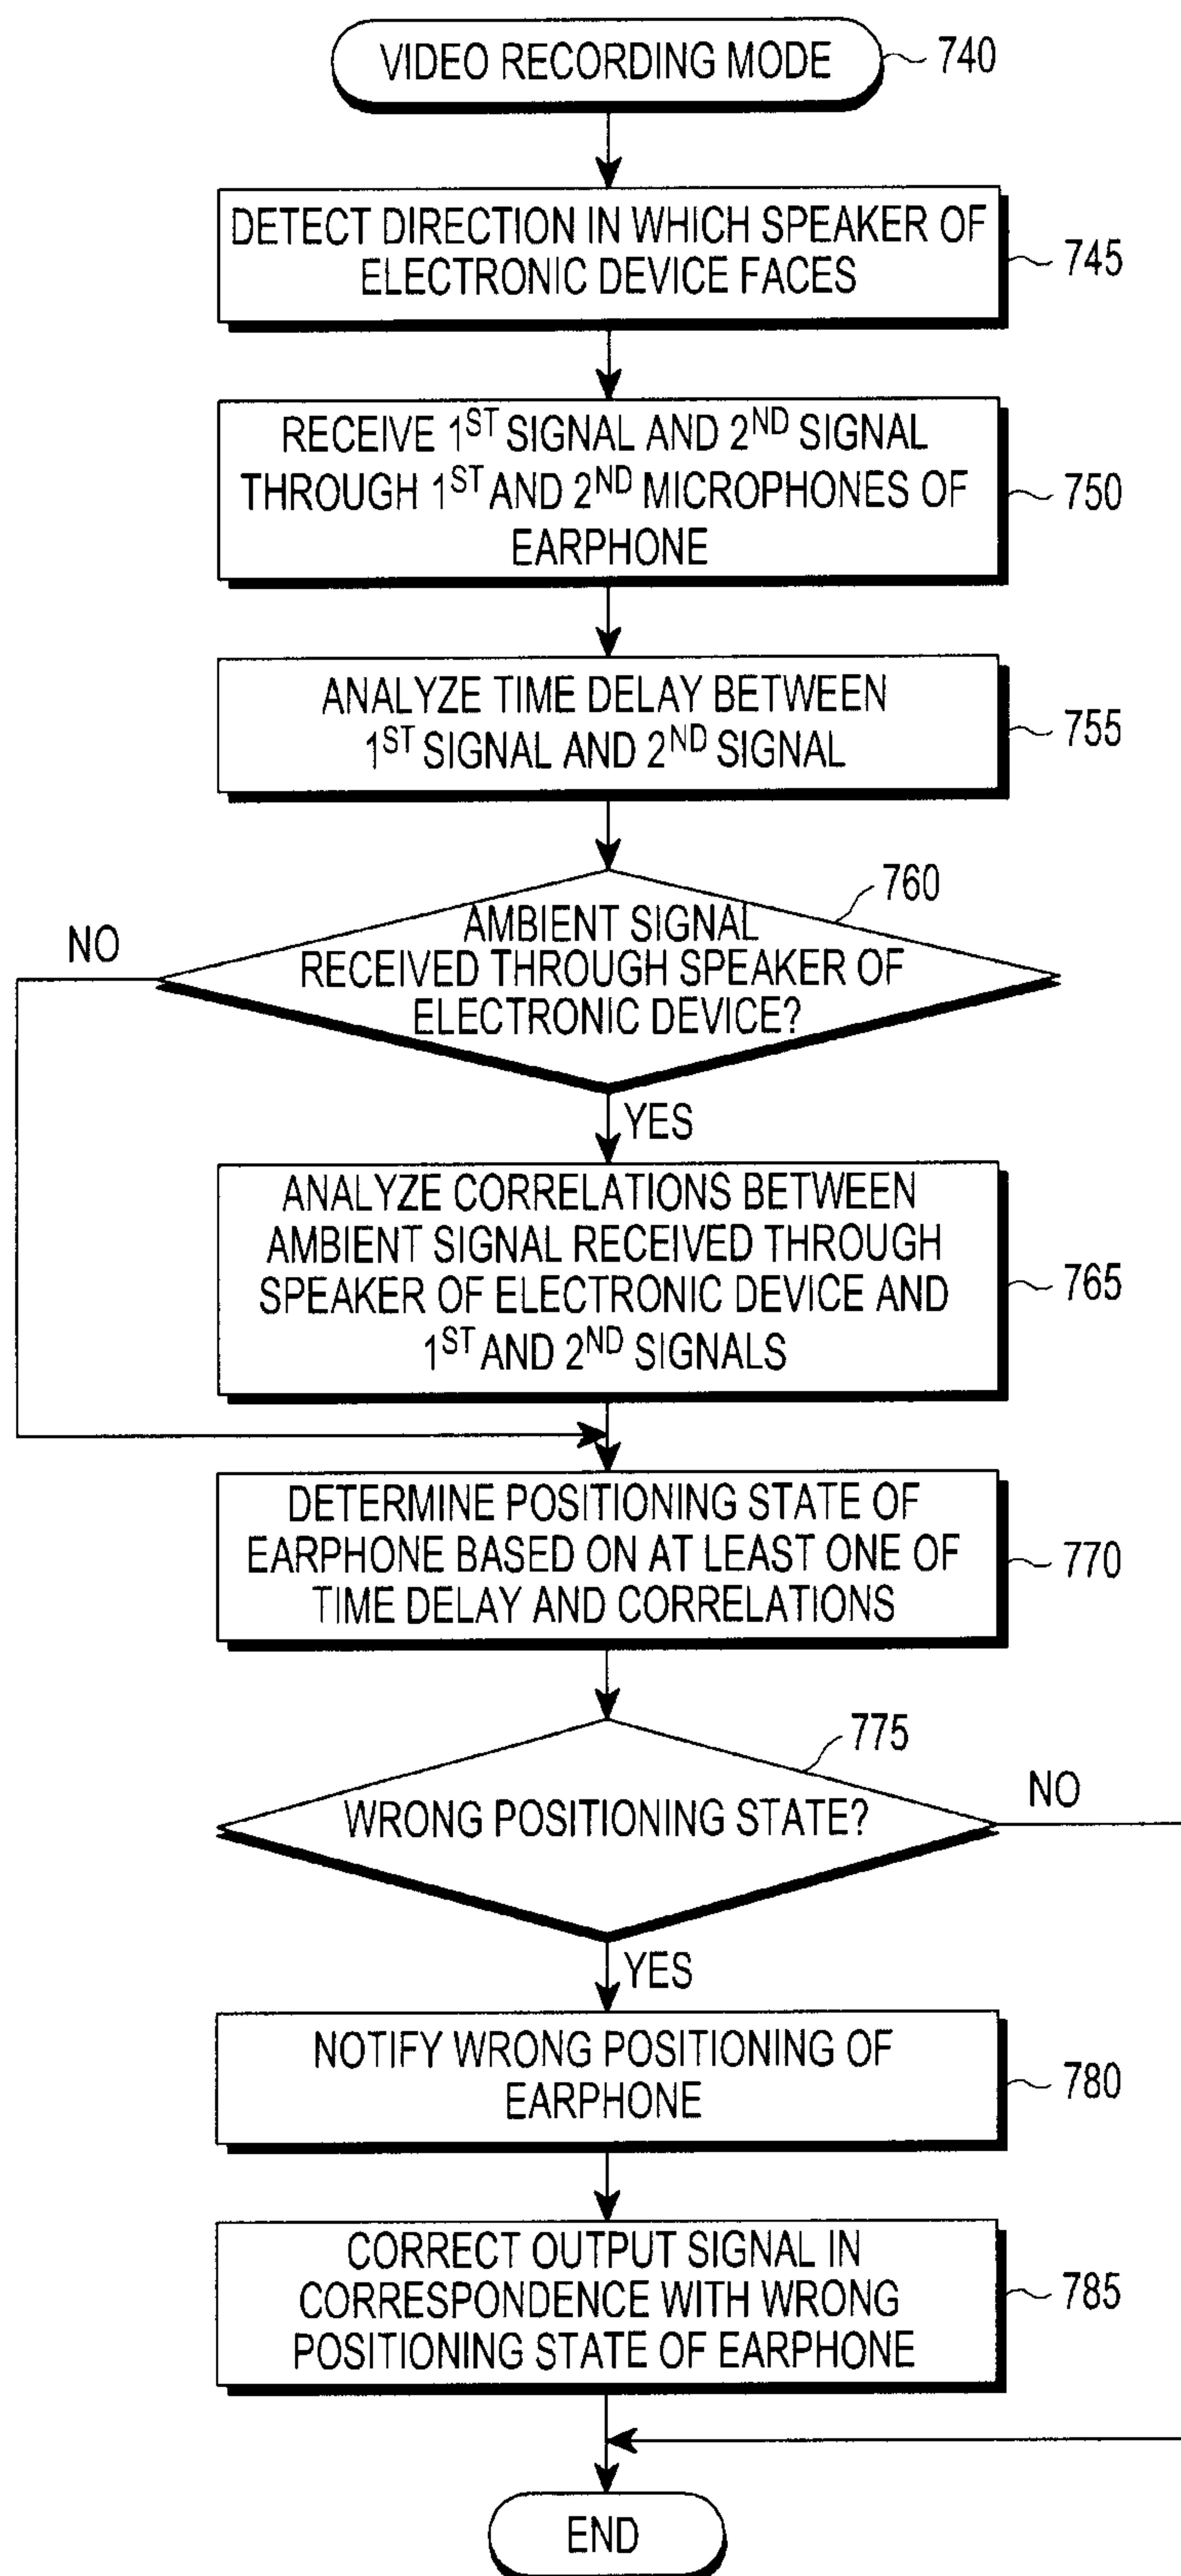 VIDEO RECORDING MODE
740
DETECT DIRECTION IN WHICH SPEAKER OF
ELECTRONIC DEVICE FACES
745
RECEIVE 1ST SIGNAL AND 2ND SIGNAL
THROUGH 1ST AND 2ND MICROPHONES OF
EARPHONE
750
ANALYZE TIME DELAY BETWEEN
1ST SIGNAL AND 2ND SIGNAL
755
760
NO
AMBIENT SIGNAL
RECEIVED THROUGH SPEAKER OF
ELECTRONIC DEVICE?
YES
ANALYZE CORRELATIONS BETWEEN
AMBIENT SIGNAL RECEIVED THROUGH
SPEAKER OF ELECTRONIC DEVICE AND
1ST AND 2ND SIGNALS
765
DETERMINE POSITIONING STATE OF
EARPHONE BASED ON AT LEAST ONE OF
TIME DELAY AND CORRELATIONS
770
775
WRONG POSITIONING STATE?
NO
YES
NOTIFY WRONG POSITIONING OF
EARPHONE
780
CORRECT OUTPUT SIGNAL IN
CORRESPONDENCE WITH WRONG
POSITIONING STATE OF EARPHONE
785
END